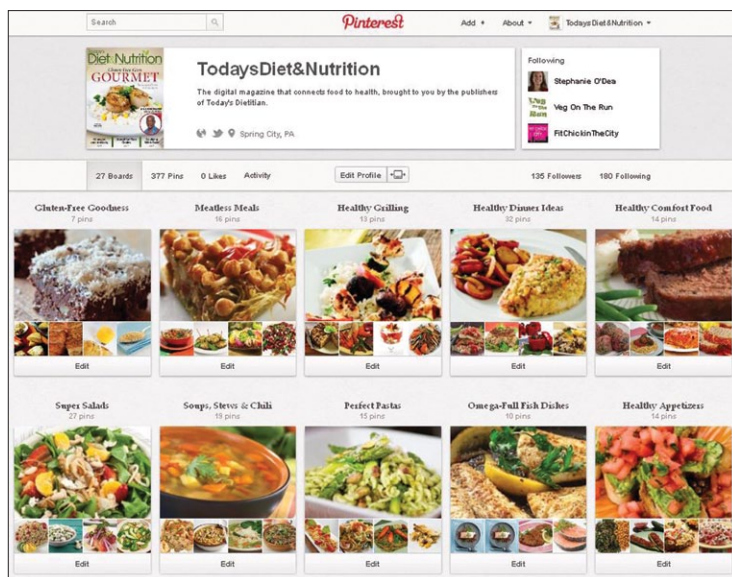 Search
Pinterest
Add +
About
TodaysDiet&Nutrition
Diet&Nutrition
GOURMET
TodaysDiet&Nutrition
The digital magazine that connects food to health, brought to you by the publishers
of Today's Dietitian.
Spring City, PA
Following
Stephanie O'Dea
Veg On The Run
FitChickinTheCity
27 Boards
377 Pins
0 Likes
Activity
Edit Profile
135 Followers
180 Following
Gluten-Free Goodness
7 pins
Meatless Meals
16 pins
Healthy Grilling
13 pins
Healthy Dinner Ideas
32 pins
Healthy Comfort Food
14 pins
Edit
Edit
Edit
Edit
Edit
Super Salads
27 pins
Soups, Stews & Chili
19 pins
Perfect Pastas
15 pins
Omega-Full Fish Dishes
10 pins
Healthy Appetizers
14 pins
Edit
Edit
Edit
Edit
Edit